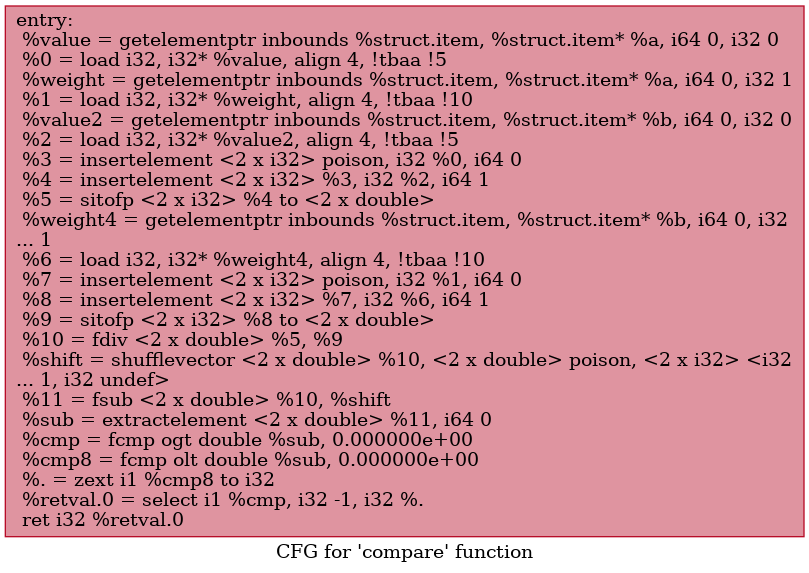 entry:
%value = getelementptr inbounds %struct.item, %struct.item* %a, i64 0, i32 0
%0 = load i32, i32* %value, align 4, !tbaa !5
%weight = getelementptr inbounds %struct.item, %struct.item* %a, i64 0, i32 1
%1 = load i32, i32* %weight, align 4, !tbaa !10
%value2 = getelementptr inbounds %struct.item, %struct.item* %b, i64 0, i32 0
%2 = load i32, i32* %value2, align 4, !tbaa !5
%3 = insertelement <2 x i32> poison, i32 %0, i64 0
%4 = insertelement <2 x i32> %3, i32 %2, i64 1
%5 = sitofp <2 x i32> %4 to <2 x double>
%weight4 = getelementptr inbounds %struct.item, %struct.item* %b, i64 0, i32
... 1
%6 = load i32, i32* %weight4, align 4, !tbaa !10
%7 = insertelement <2 x i32> poison, i32 %1, i64 0
%8 = insertelement <2 x i32> %7, i32 %6, i64 1
%9 = sitofp <2 x i32> %8 to <2 x double>
%10 = fdiv <2 x double> %5, %9
%shift = shufflevector <2 x double> %10, <2 x double> poison, <2 x i32> <i32
... 1, i32 undef>
%11 = fsub <2 x double> %10, %shift
%sub = extractelement <2 x double> %11, i64 0
%cmp = fcmp ogt double %sub, 0.000000e+00
%cmp8 = fcmp olt double %sub, 0.000000e+00
%. = zext i1 %cmp8 to i32
%retval.0 = select i1 %cmp, i32 -1, i32 %.
ret i32 %retval.0
CFG for 'compare' function